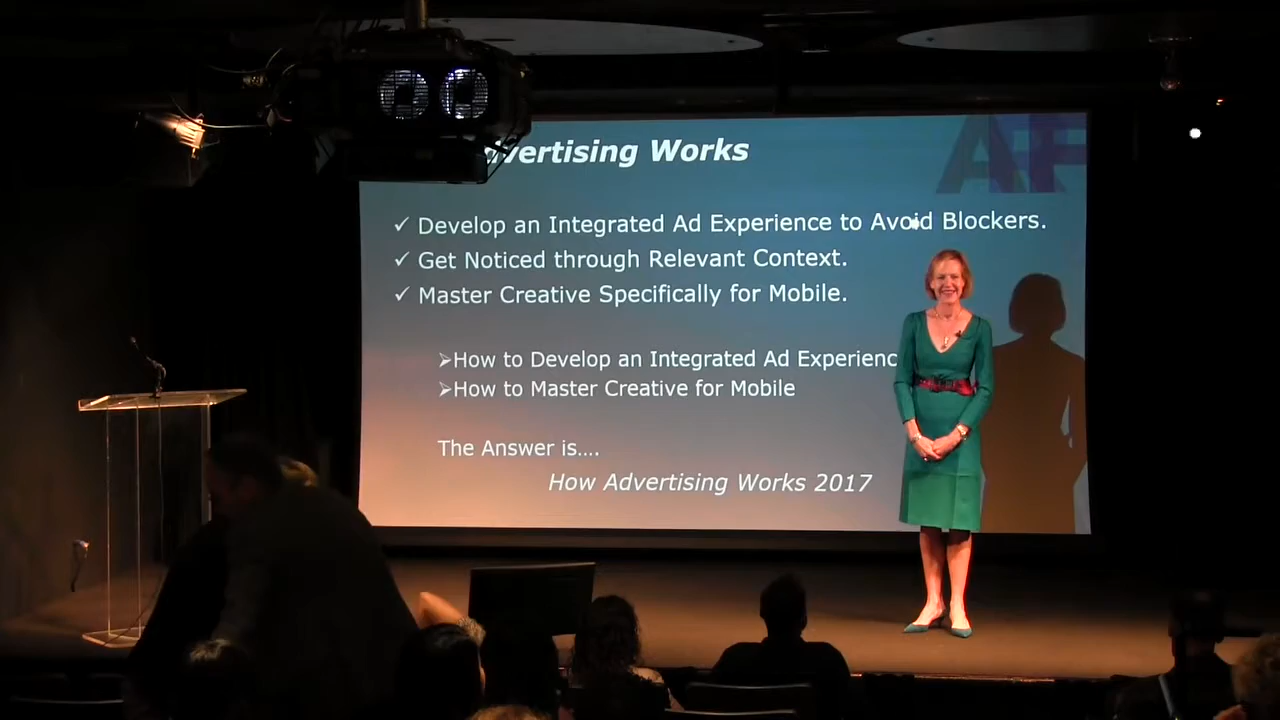 Advertising Works
✓ Develop an Integrated Ad Experience to Avoid Blockers.
✓ Get Noticed through Relevant Context.
✓ Master Creative Specifically for Mobile.
➢How to Develop an Integrated Ad Experienc
➢How to Master Creative for Mobile
The Answer is....
How Advertising Works 2017